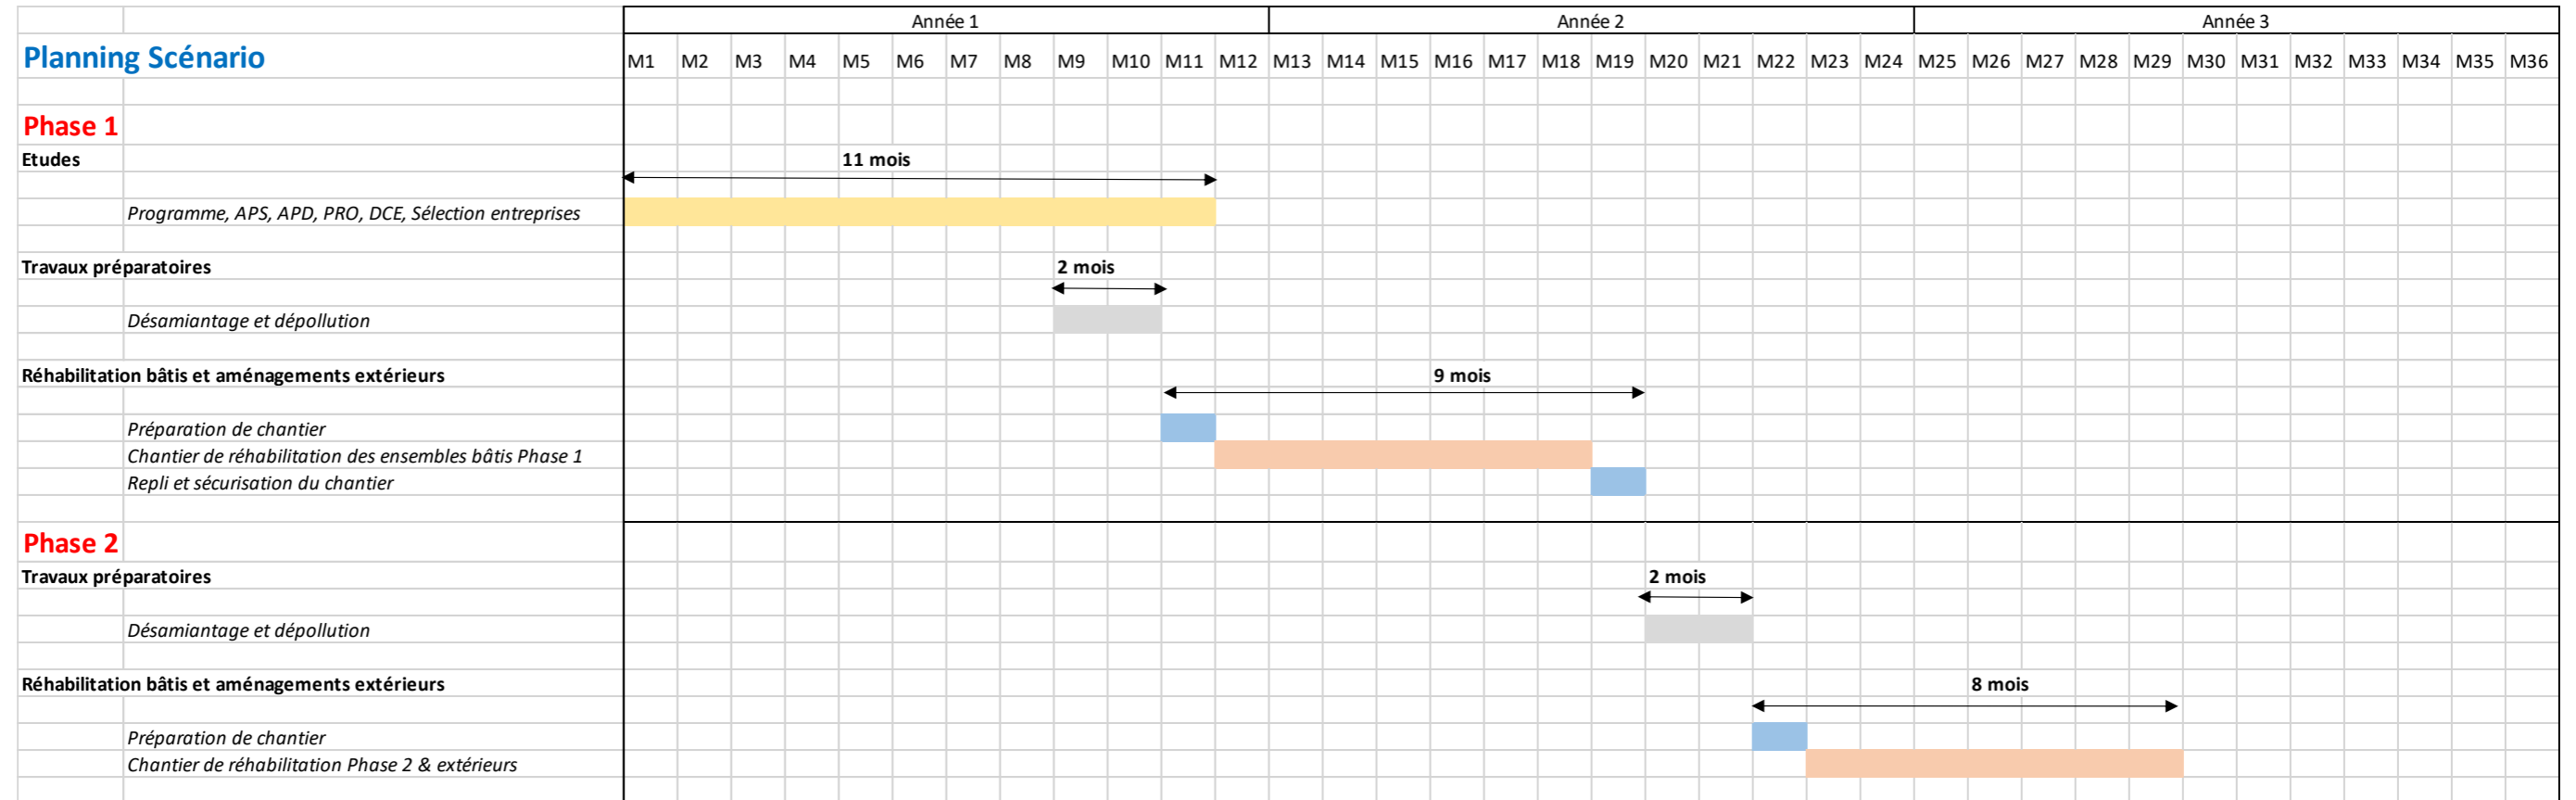 Année 1 Année 2 Année 3
Planning Scénario M1 M2 M3 M4 M5 M6 M7 M8 M9 M10 M11 M12 M13 M14 M15 M16 M17 M18 M19 M20 M21 M22 M23 M24 M25 M26 M27 M28 M29 M30 M31 M32 M33 M34 M35 M36
Phase 1
Etudes 11 mois
Programme, APS, APD, PRO, DCE, Sélection entreprises
Travaux préparatoires 2 mois
Désamiantage et dépollution
Réhabilitation bâtis et aménagements extérieurs 9 mois
Préparation de chantier
Chantier de réhabilitation des ensembles bâtis Phase 1
Repli et sécurisation du chantier
Phase 2
Travaux préparatoires 2 mois
Désamiantage et dépollution
Réhabilitation bâtis et aménagements extérieurs 8 mois
Préparation de chantier
Chantier de réhabilitation Phase 2 & extérieurs